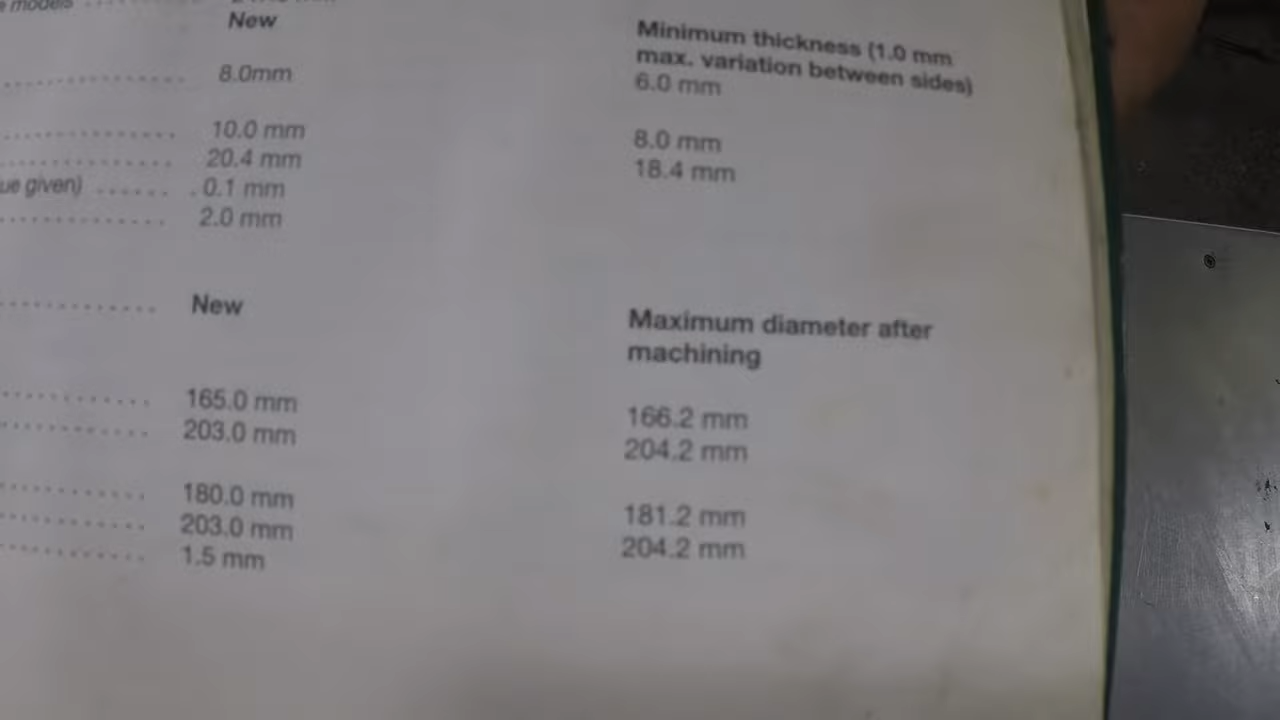 models
New
Minimum thickness (1.0 mm
max. variation between sides)
8.0mm 6.0 mm
10.0 mm 8.0 mm
20.4 mm 18.4 mm
given) ...... . 0.1 mm
2.0 mm
New
Maximum diameter after
machining
165.0 mm 166.2 mm
203.0 mm 204.2 mm
180.0 mm 181.2 mm
203.0 mm 204.2 mm
1.5 mm